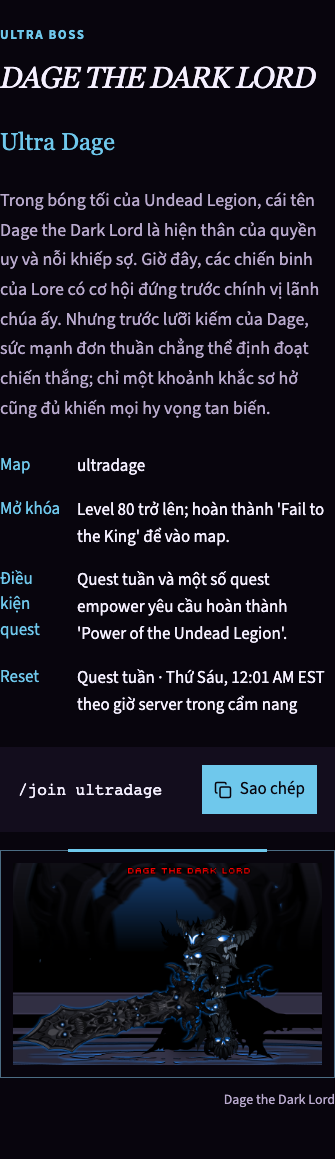 ULTRA BOSS
DAGE THE DARK LORD
Ultra Dage
Trong bóng tối của Undead Legion, cái tên
Dage the Dark Lord là hiện thân của quyền
uy và nỗi khiếp sợ. Giờ đây, các chiến binh
của Lore có cơ hội đứng trước chính vị lãnh
chúa ấy. Nhưng trước lưỡi kiếm của Dage,
sức mạnh đơn thuần chẳng thể định đoạt
chiến thắng; chỉ một khoảnh khắc sơ hở
cũng đủ khiến mọi hy vọng tan biến.
Map
ultradage
Mở khóa
Level 80 trở lên; hoàn thành 'Fail to
the King' để vào map.
Điều
kiện
quest
Quest tuần và một số quest
empower yêu cầu hoàn thành
'Power of the Undead Legion'.
Reset
Quest tuần · Thứ Sáu, 12:01 AM EST
theo giờ server trong cẩm nang
/join ultradage
Sao chép
DAGE THE DARK LORD
Dage the Dark Lord